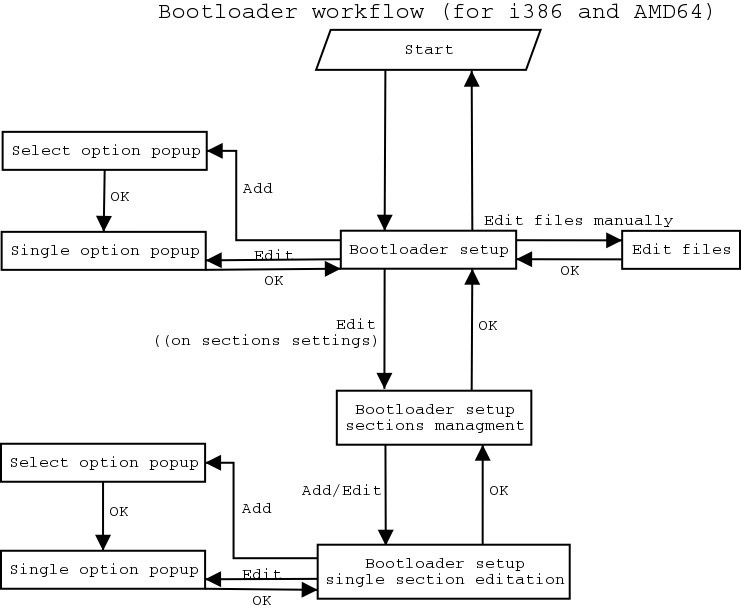 Bootloader workflow (for i386 and AMD64)
Start
Select option popup
OK
Add
Single option popup
Edit
OK
Bootloader setup
Edit files manually
Edit files
OK
Edit
((on sections settings)
OK
Bootloader setup
sections managment
Select option popup
OK
Add
Add/Edit
OK
Single option popup
Edit
OK
Bootloader setup
single section editation